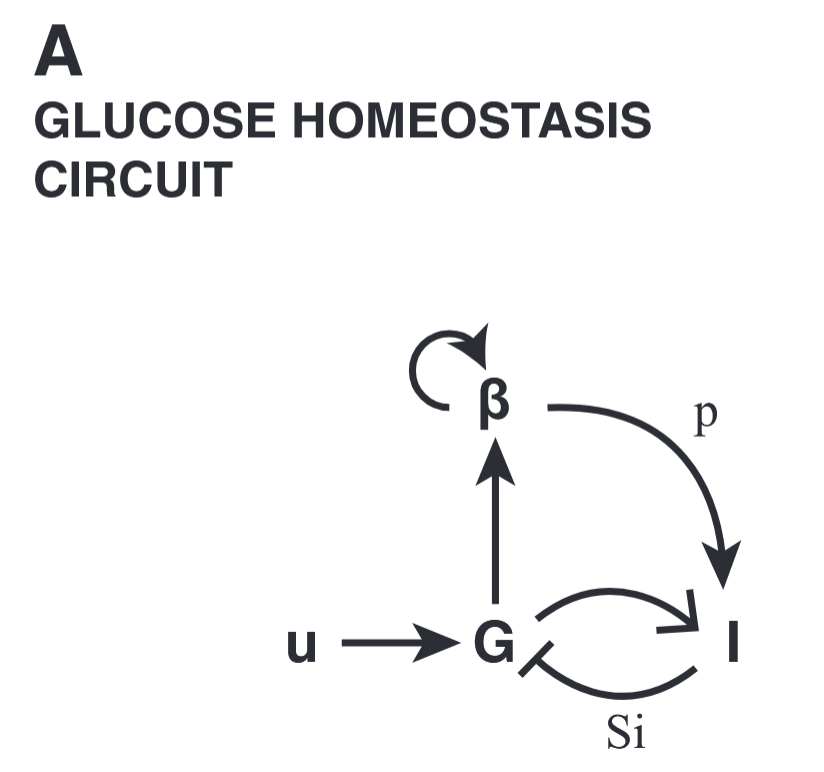 A
GLUCOSE HOMEOSTASIS
CIRCUIT
β
p
u
G
I
Si